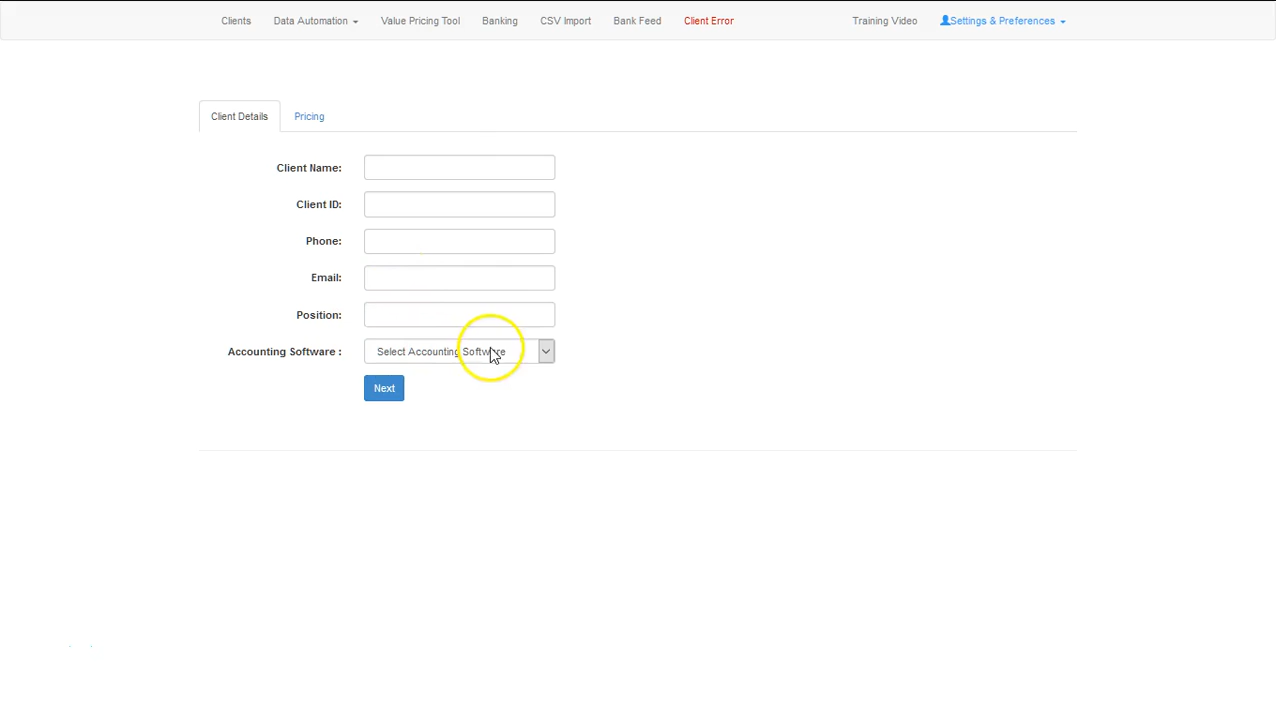 Clients Data Automation Value Pricing Tool Banking CSV Import Bank Feed Client Error Training Video Settings & Preferences
Client Details Pricing
Client Name:
Client ID:
Phone:
Email:
Position:
Accounting Software : Select Accounting Software
Next